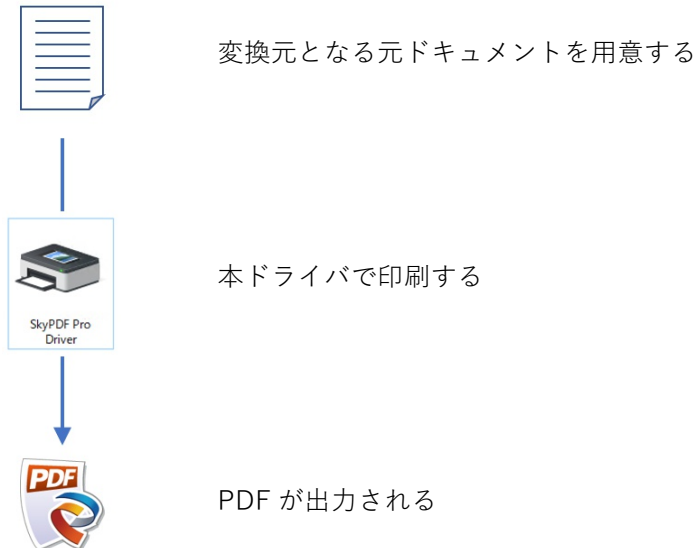 変換元となる元ドキュメントを用意する
本ドライバで印刷する
SkyPDF Pro
Driver
PDF
PDF が出力される